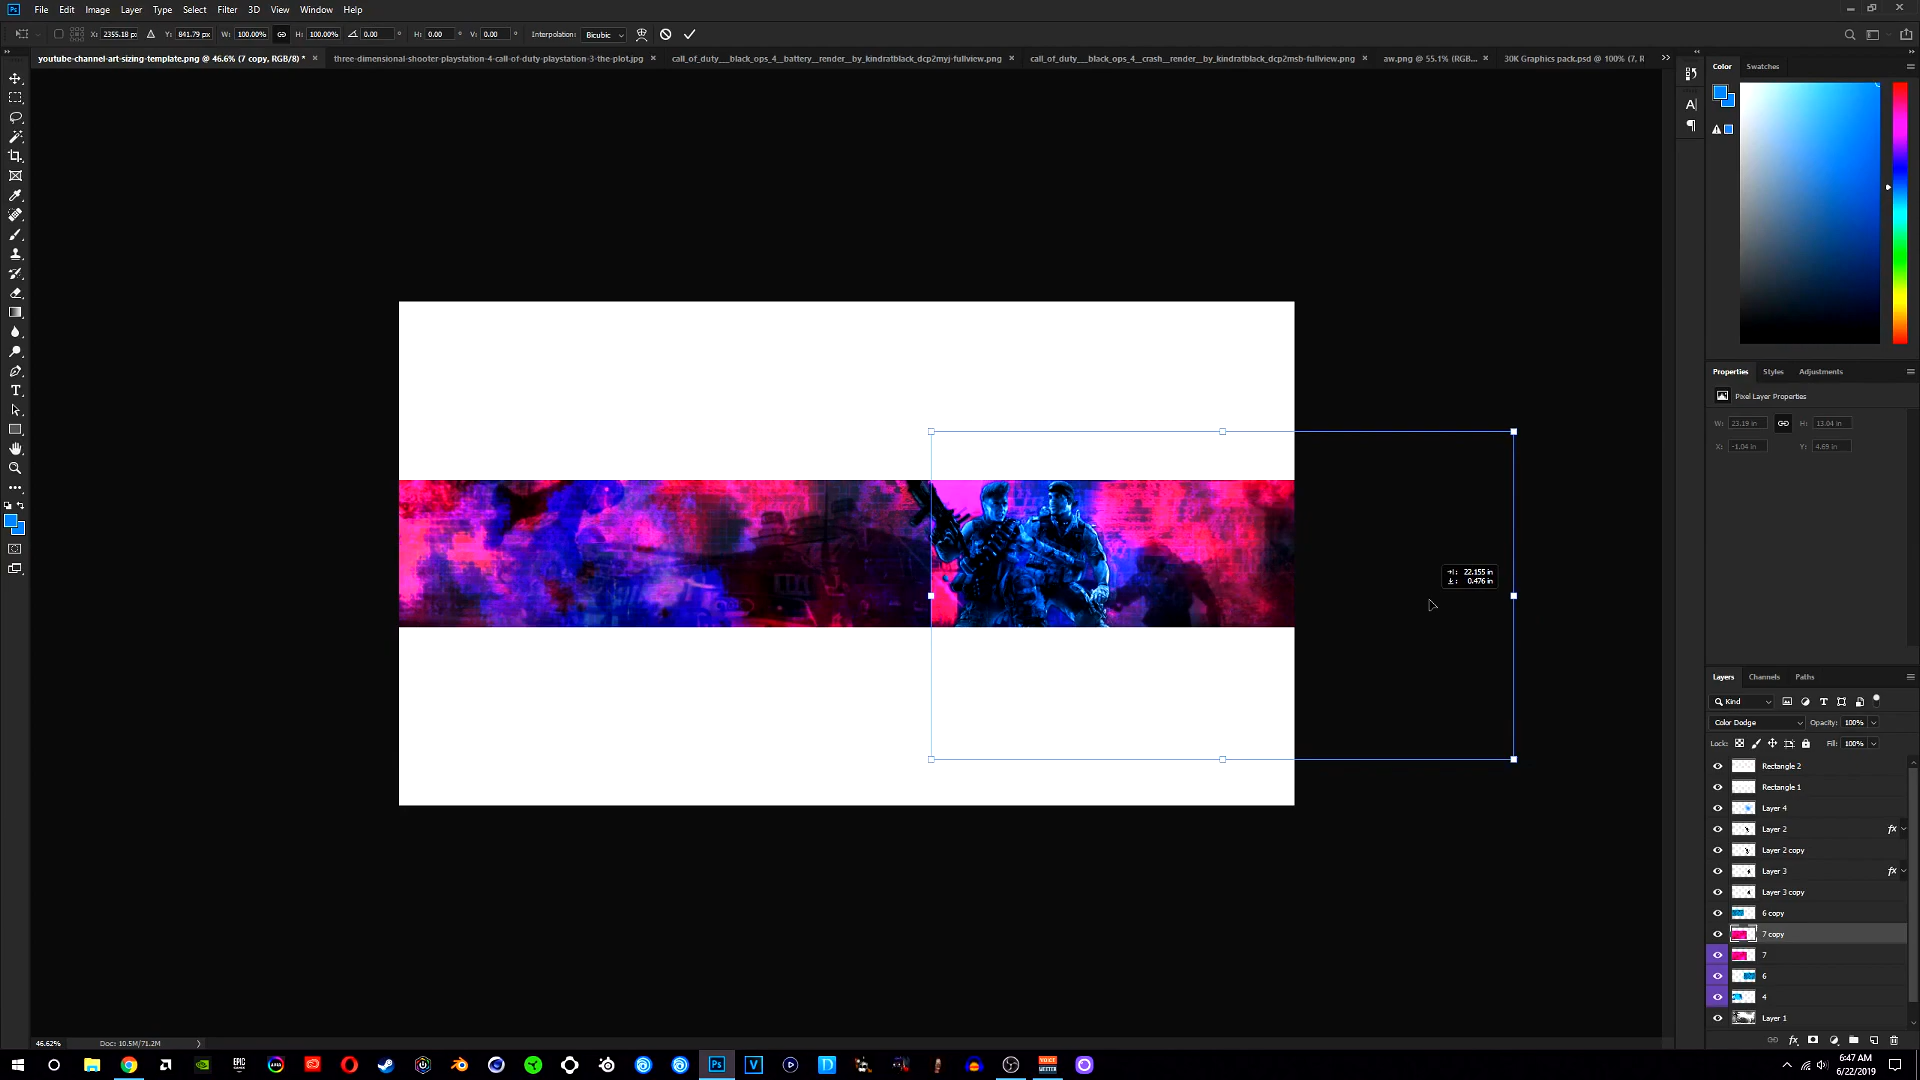 Ps File Edit Image Layer Type Select Filter 3D View Window Help
X: 2355.18 px Y: 841.79 px W: 100.00% H: 100.00% 0.00 ° H: 0.00 ° V: 0.00 ° Interpolation: Bicubic
youtube-channel-art-sizing-template.png @ 46.6% (7 copy, RGB/8) * × three-dimensional-shooter-playstation-4-call-of-duty-playstation-3-the-plot.jpg × call_of_duty___black_ops_4__battery__render__by_kindratblack_dcp2myj-fullview.png × call_of_duty___black_ops_4__crash__render__by_kindratblack_dcp2msb-fullview.png × aw.png @ 55.1% (RGB... × 30K Graphics pack.psd @ 100% (7, R
Color Swatches
Properties Styles Adjustments
Pixel Layer Properties
W: 23.19 in H: 13.04 in
X: -1.04 in Y: 4.69 in
22.155 in
0.476 in
Layers Channels Paths
Kind
Color Dodge Opacity: 100%
Lock: Fill: 100%
Rectangle 2
Rectangle 1
Layer 4
Layer 2 fx
Layer 2 copy
Layer 3 fx
Layer 3 copy
6 copy
7 copy
7
6
4
Layer 1
46.62% Doc: 10.5M/71.2M
6:47 AM
6/22/2019